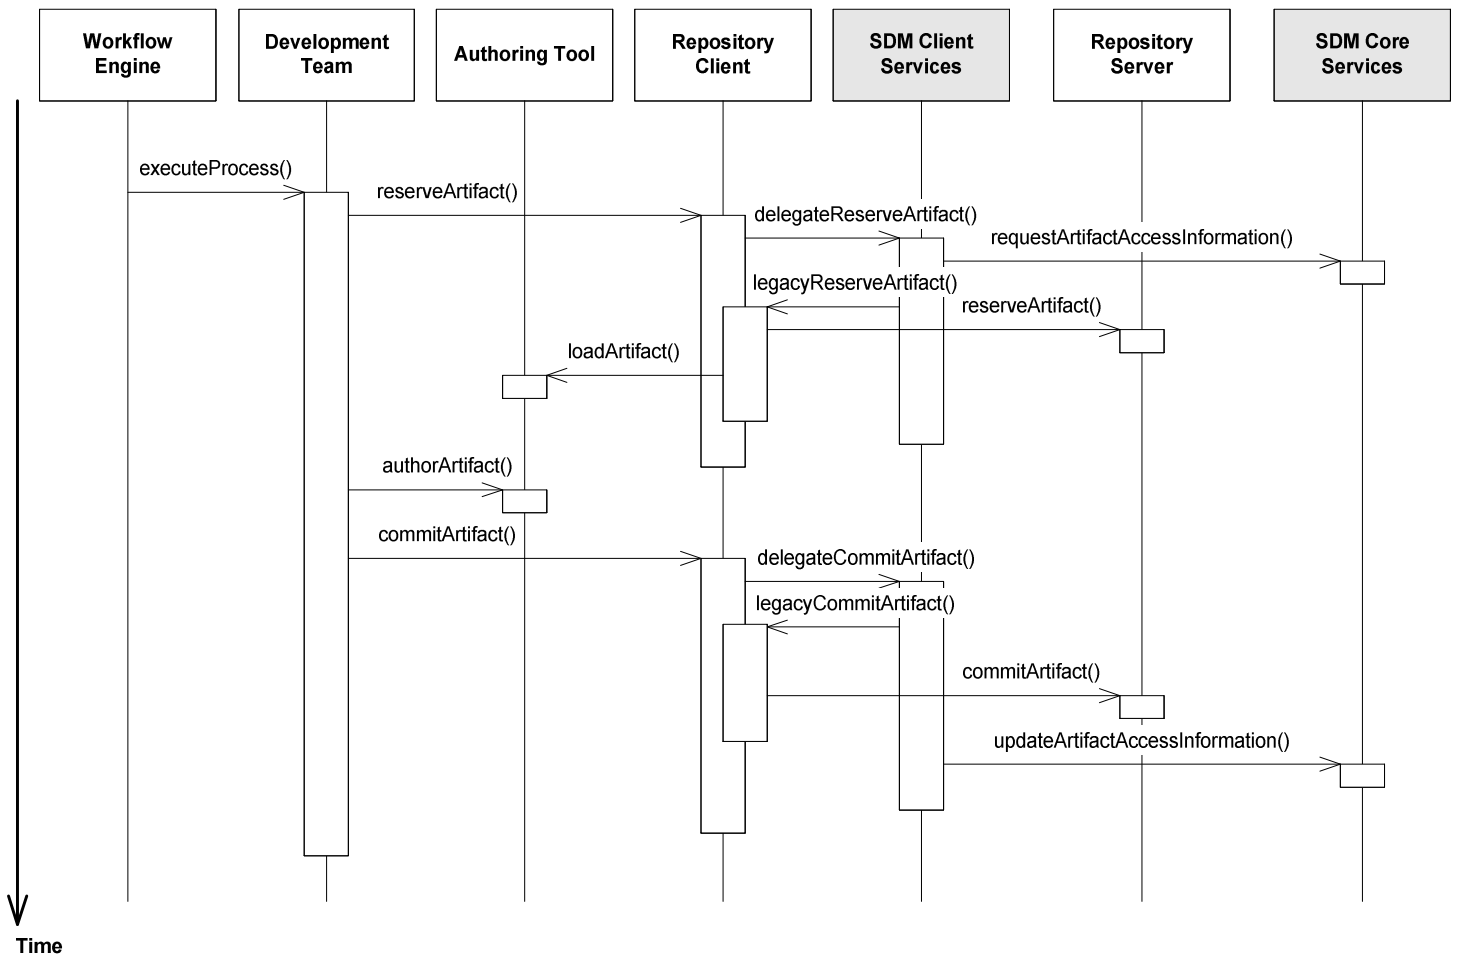 Workflow
Engine
Development
Team
Authoring Tool
Repository
Client
SDM Client
Services
Repository
Server
SDM Core
Services
executeProcess()
reserveArtifact()
delegateReserveArtifact()
requestArtifactAccessInformation()
legacyReserveArtifact()
reserveArtifact()
loadArtifact()
authorArtifact()
commitArtifact()
delegateCommitArtifact()
legacyCommitArtifact()
commitArtifact()
updateArtifactAccessInformation()
Time